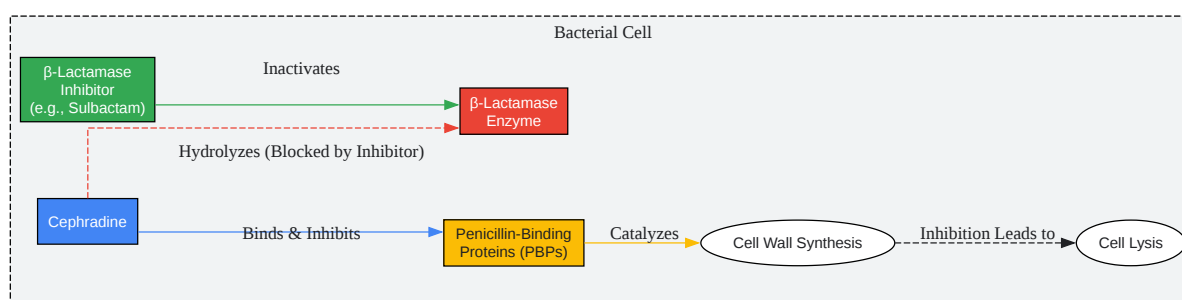 Bacterial Cell
β-Lactamase
Inhibitor
(e.g., Sulbactam)
Inactivates
β-Lactamase
Enzyme
Hydrolyzes (Blocked by Inhibitor)
Cephradine
Binds & Inhibits
Penicillin-Binding
Proteins (PBPs)
Catalyzes
Cell Wall Synthesis
Inhibition Leads to
Cell Lysis